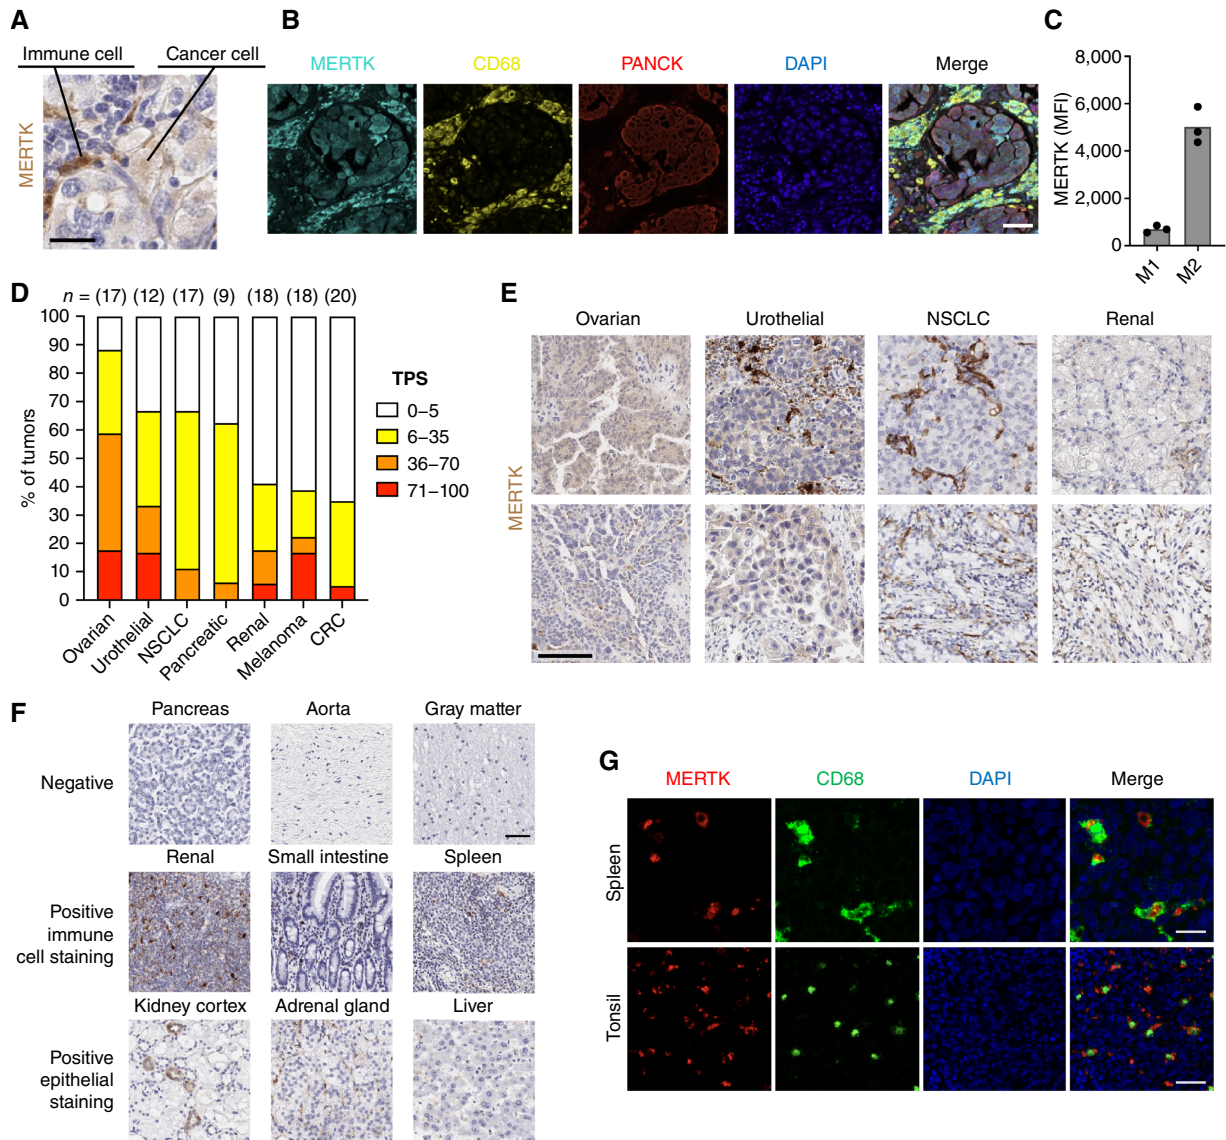 A
Immune cell
Cancer cell
MERTK
B
MERTK
CD68
PANCK
DAPI
Merge
C
8,000
6,000
4,000
2,000
0
MERTK (MFI)
M1
M2
D
n = (17) (12) (17) (9) (18) (18) (20)
100
90
80
70
60
50
40
30
20
10
0
% of tumors
Ovarian
Urothelial
NSCLC
Pancreatic
Renal
Melanoma
CRC
TPS
0–5
6–35
36–70
71–100
E
Ovarian
Urothelial
NSCLC
Renal
MERTK
F
Pancreas
Aorta
Gray matter
Negative
Renal
Small intestine
Spleen
Positive
immune
cell staining
Kidney cortex
Adrenal gland
Liver
Positive
epithelial
staining
G
MERTK
CD68
DAPI
Merge
Spleen
Tonsil